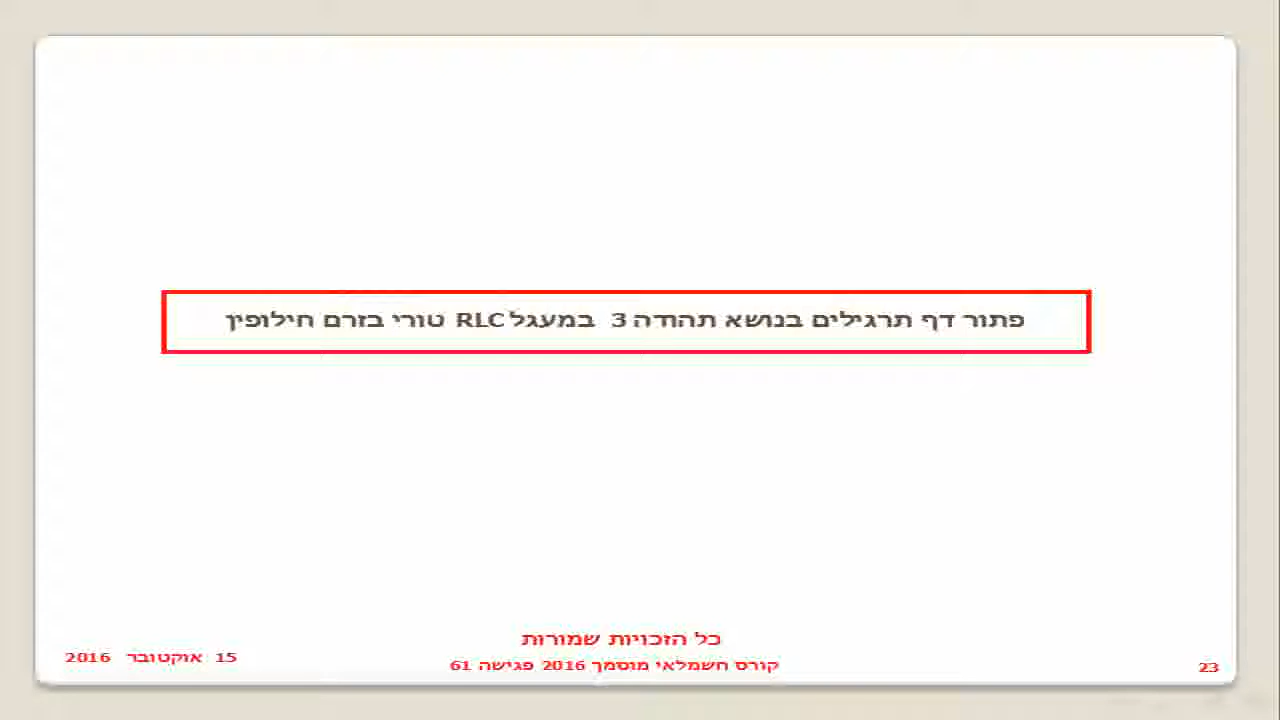 פתור דף תרגילים בנושא תהודה 3 במעגל RLC טורי בזרם חילופין
כל הזכויות שמורות
15 אוקטובר 2016
קורס חשמלאי מוסמך 2016 פגישה 61
23